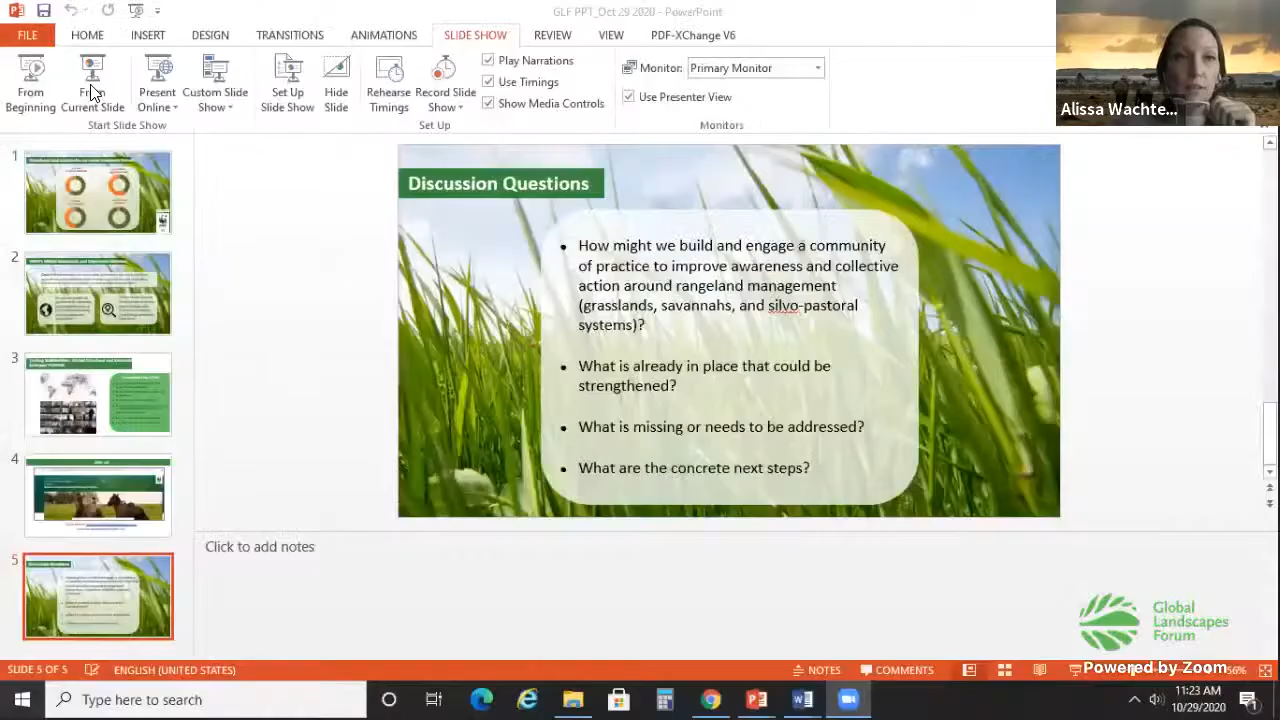 GLF PPT_Oct 29 2020 - PowerPoint
FILE HOME INSERT DESIGN TRANSITIONS ANIMATIONS SLIDE SHOW REVIEW VIEW PDF-XChange V6
From Beginning
Current Slide
Present Online
Custom Slide Show
Start Slide Show
Set Up Slide Show
Hide Slide
Rehearse Timings
Record Slide Show
Play Narrations
Use Timings
Show Media Controls
Set Up
Monitor: Primary Monitor
Use Presenter View
Monitors
Alissa Wachte...
1
2
3
4
5
Discussion Questions
• How might we build and engage a community
of practice to improve awareness and collective
action around rangeland management
(grasslands, savannahs, and silvo-pastoral
systems)?
• What is already in place that could be
strengthened?
• What is missing or needs to be addressed?
• What are the concrete next steps?
Click to add notes
Global
Landscapes
Forum
SLIDE 5 OF 5 ENGLISH (UNITED STATES) NOTES COMMENTS 56%
Powered by Zoom
Type here to search
11:23 AM
10/29/2020
1